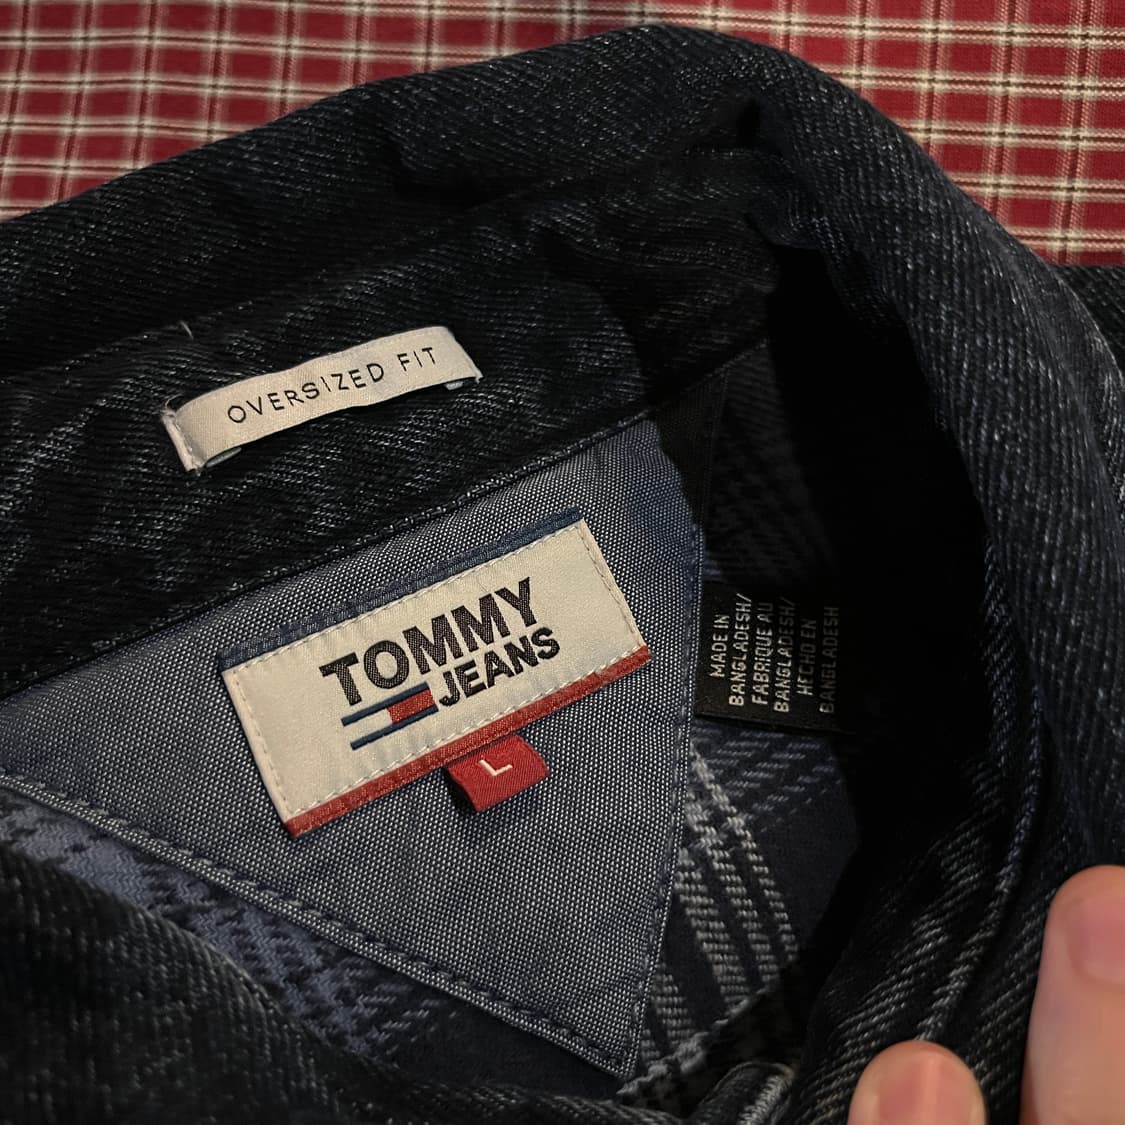 OVERSIZED FIT
TOMMY
JEANS
L
MADE IN
BANGLADESH/
FABRIQUE AU
BANGLADESH/
HECHO EN
BANGLADESH